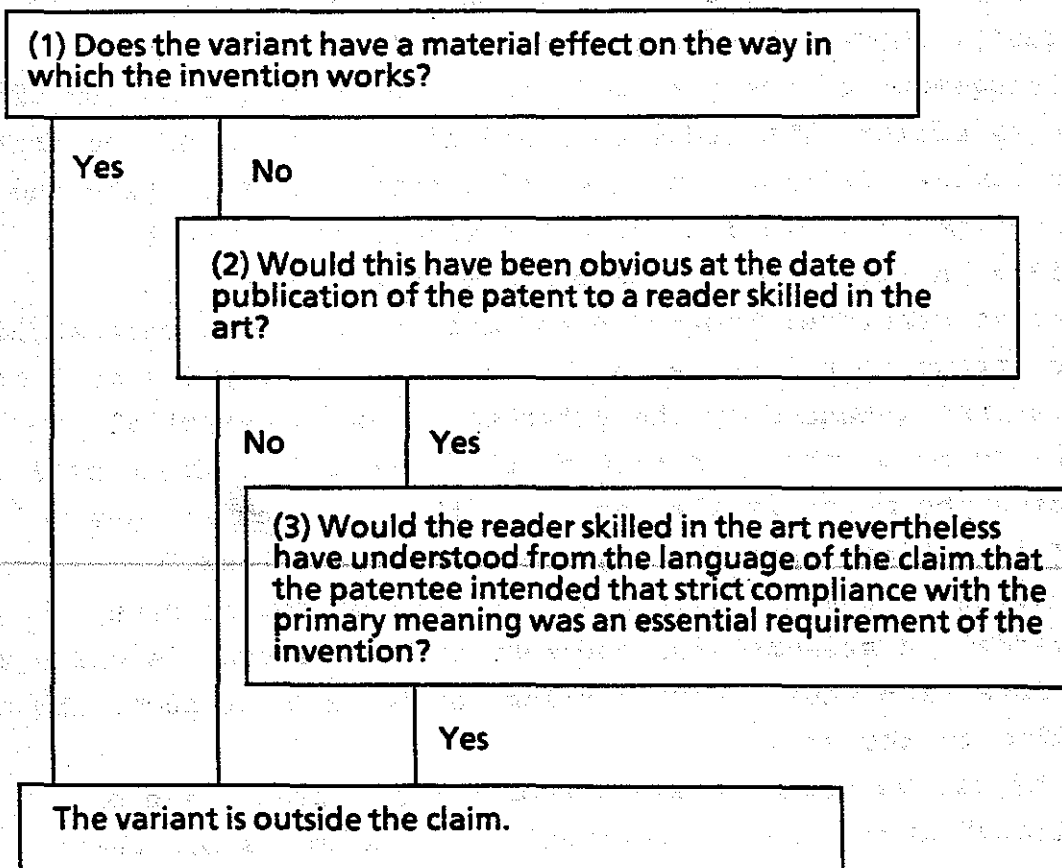 (1) Does the variant have a material effect on the way in
which the invention works?
Yes
No
(2) Would this have been obvious at the date of
publication of the patent to a reader skilled in the
art?
No
Yes
(3) Would the reader skilled in the art nevertheless
have understood from the language of the claim that
the patentee intended that strict compliance with the
primary meaning was an essential requirement of the
invention?
Yes
The variant is outside the claim.